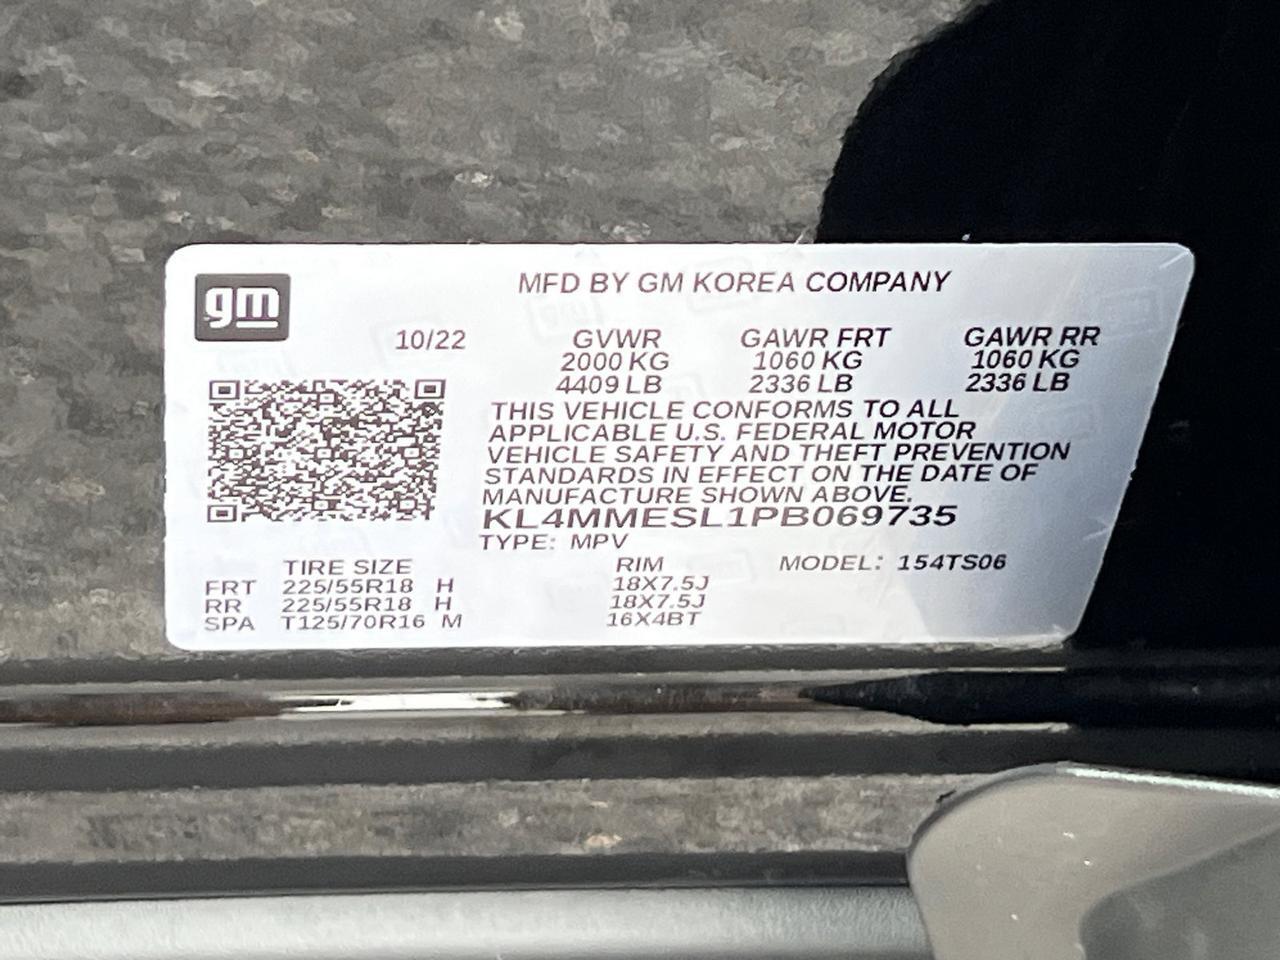 gm
MFD BY GM KOREA COMPANY
10/22 GVWR GAWR FRT GAWR RR
2000 KG 1060 KG 1060 KG
4409 LB 2336 LB 2336 LB
THIS VEHICLE CONFORMS TO ALL
APPLICABLE U.S. FEDERAL MOTOR
VEHICLE SAFETY AND THEFT PREVENTION
STANDARDS IN EFFECT ON THE DATE OF
MANUFACTURE SHOWN ABOVE.
KL4MMESL1PB069735
TYPE: MPV
TIRE SIZE RIM MODEL: 154TS06
FRT 225/55R18 H 18X7.5J
RR 225/55R18 H 18X7.5J
SPA T125/70R16 M 16X4BT